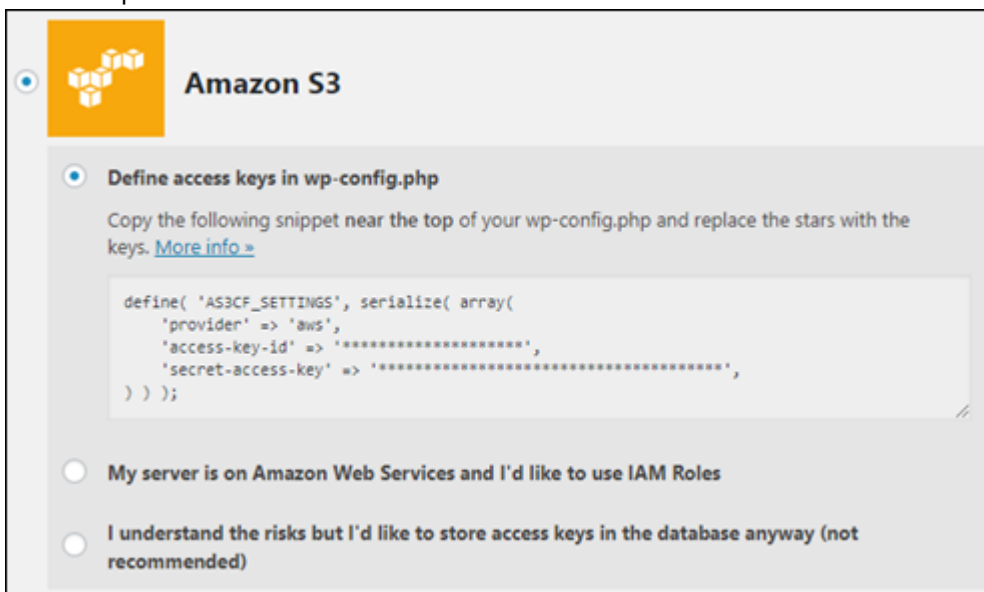 Amazon S3
Define access keys in wp-config.php
Copy the following snippet near the top of your wp-config.php and replace the stars with the
keys. More info »
define( 'AS3CF_SETTINGS', serialize( array(
    'provider' => 'aws',
    'access-key-id' => '********************',
    'secret-access-key' => '**************************************',
) ) );
My server is on Amazon Web Services and I'd like to use IAM Roles
I understand the risks but I'd like to store access keys in the database anyway (not
recommended)